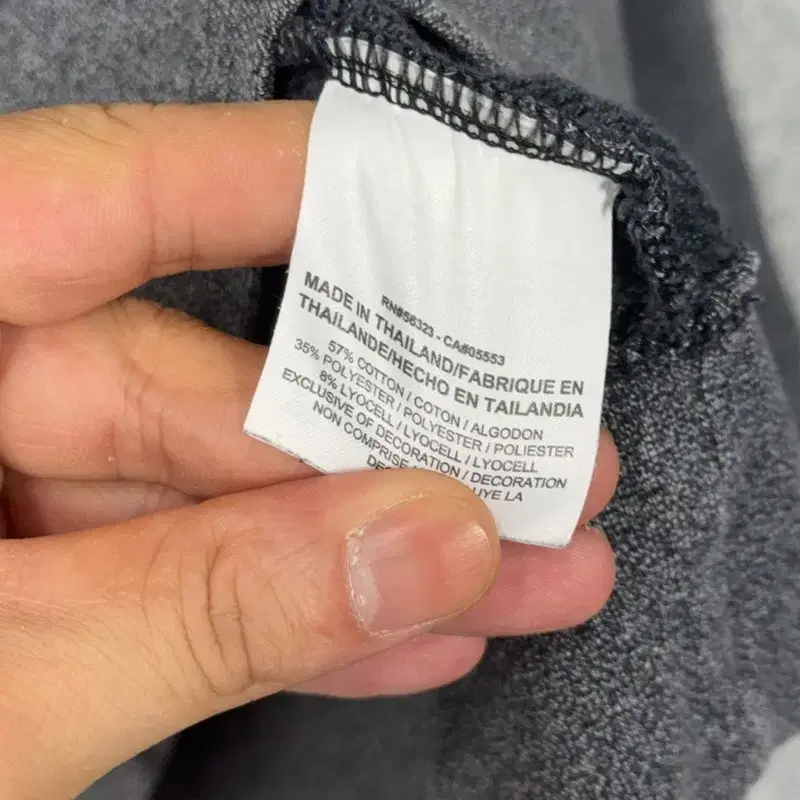 RN#56323 - CA#05553
MADE IN THAILAND/FABRIQUE EN
THAILANDE/HECHO EN TAILANDIA
57% COTTON / COTON / ALGODON
35% POLYESTER / POLYESTER / POLIESTER
8% LYOCELL / LYOCELL / LYOCELL
EXCLUSIVE OF DECORATION / DECORATION
NON COMPRISE